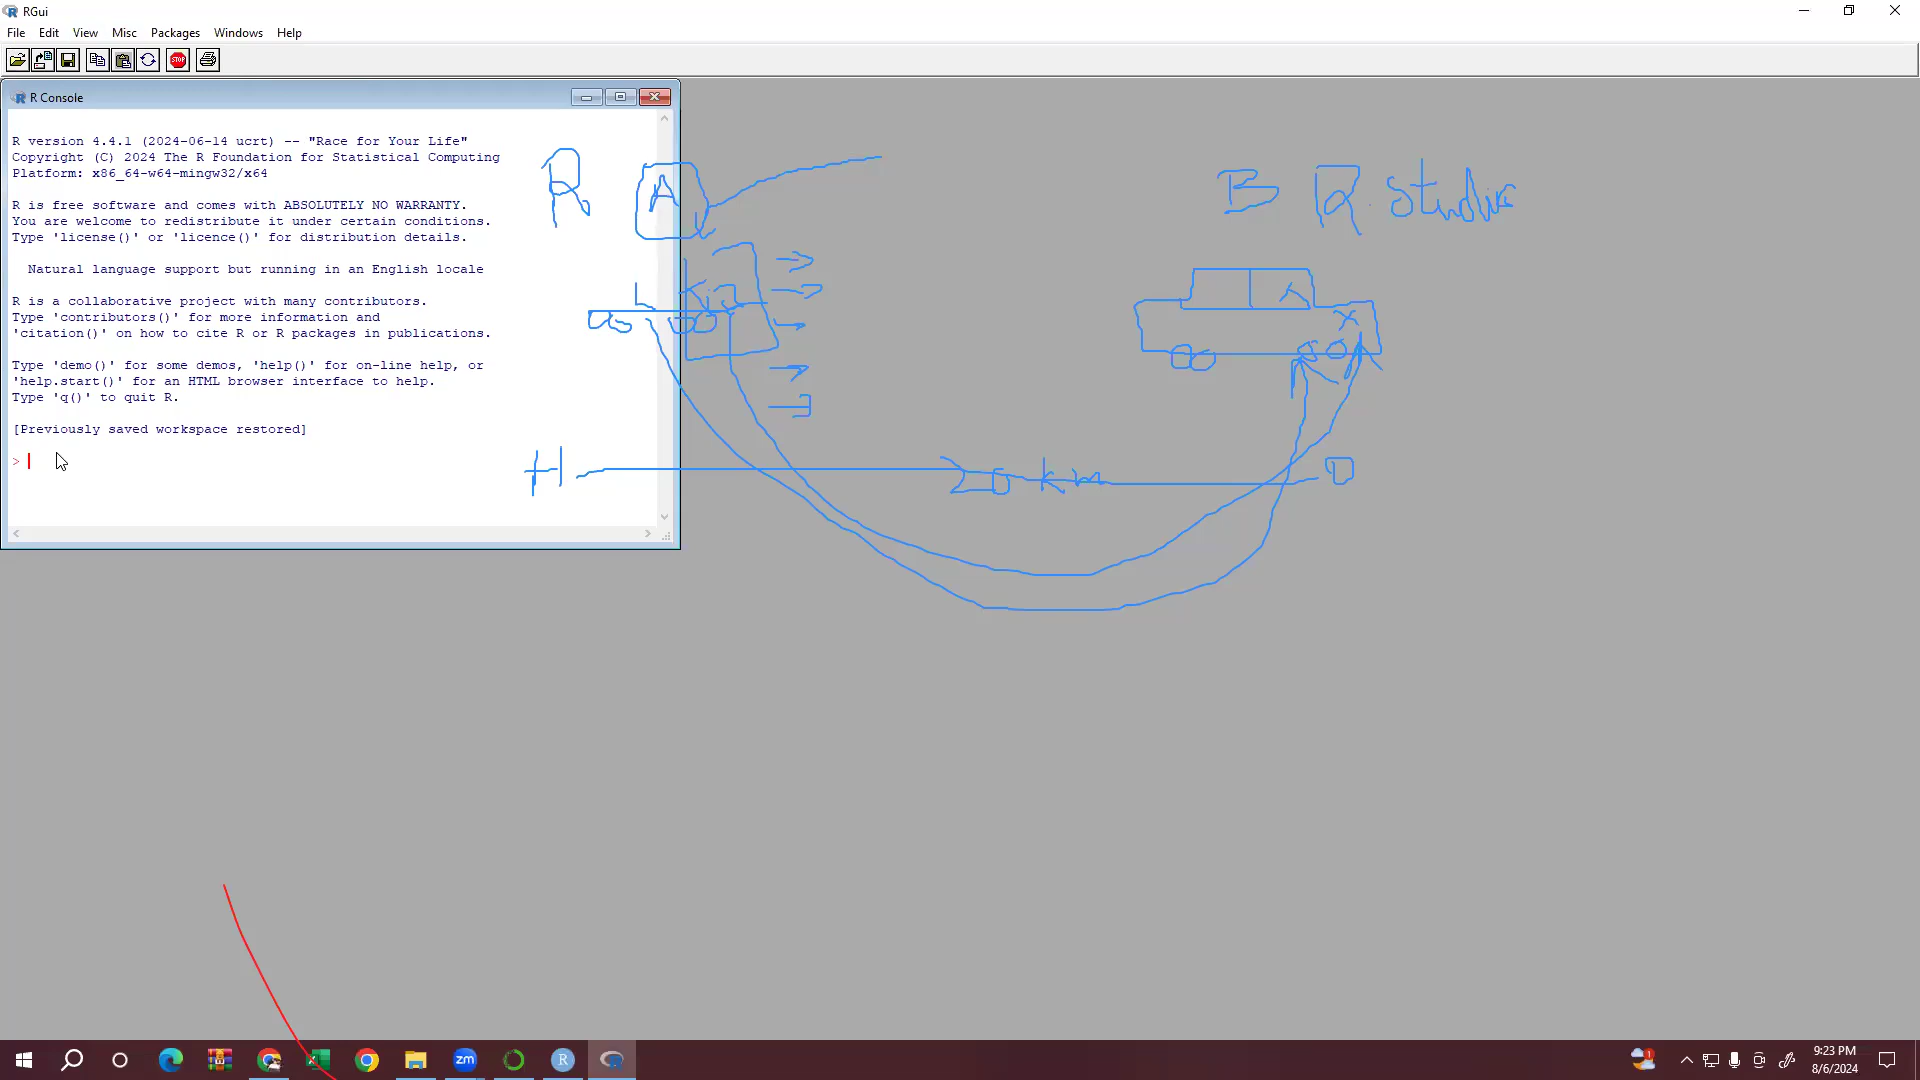 RGui
File Edit View Misc Packages Windows Help
STOP
R Console
R version 4.4.1 (2024-06-14 ucrt) -- "Race for Your Life"
Copyright (C) 2024 The R Foundation for Statistical Computing
Platform: x86_64-w64-mingw32/x64
R is free software and comes with ABSOLUTELY NO WARRANTY.
You are welcome to redistribute it under certain conditions.
Type 'license()' or 'licence()' for distribution details.
Natural language support but running in an English locale
R is a collaborative project with many contributors.
Type 'contributors()' for more information and
'citation()' on how to cite R or R packages in publications.
Type 'demo()' for some demos, 'help()' for on-line help, or
'help.start()' for an HTML browser interface to help.
Type 'q()' to quit R.
[Previously saved workspace restored]
>
R A
B R
H 20 km O
zm
R
9:23 PM
8/6/2024